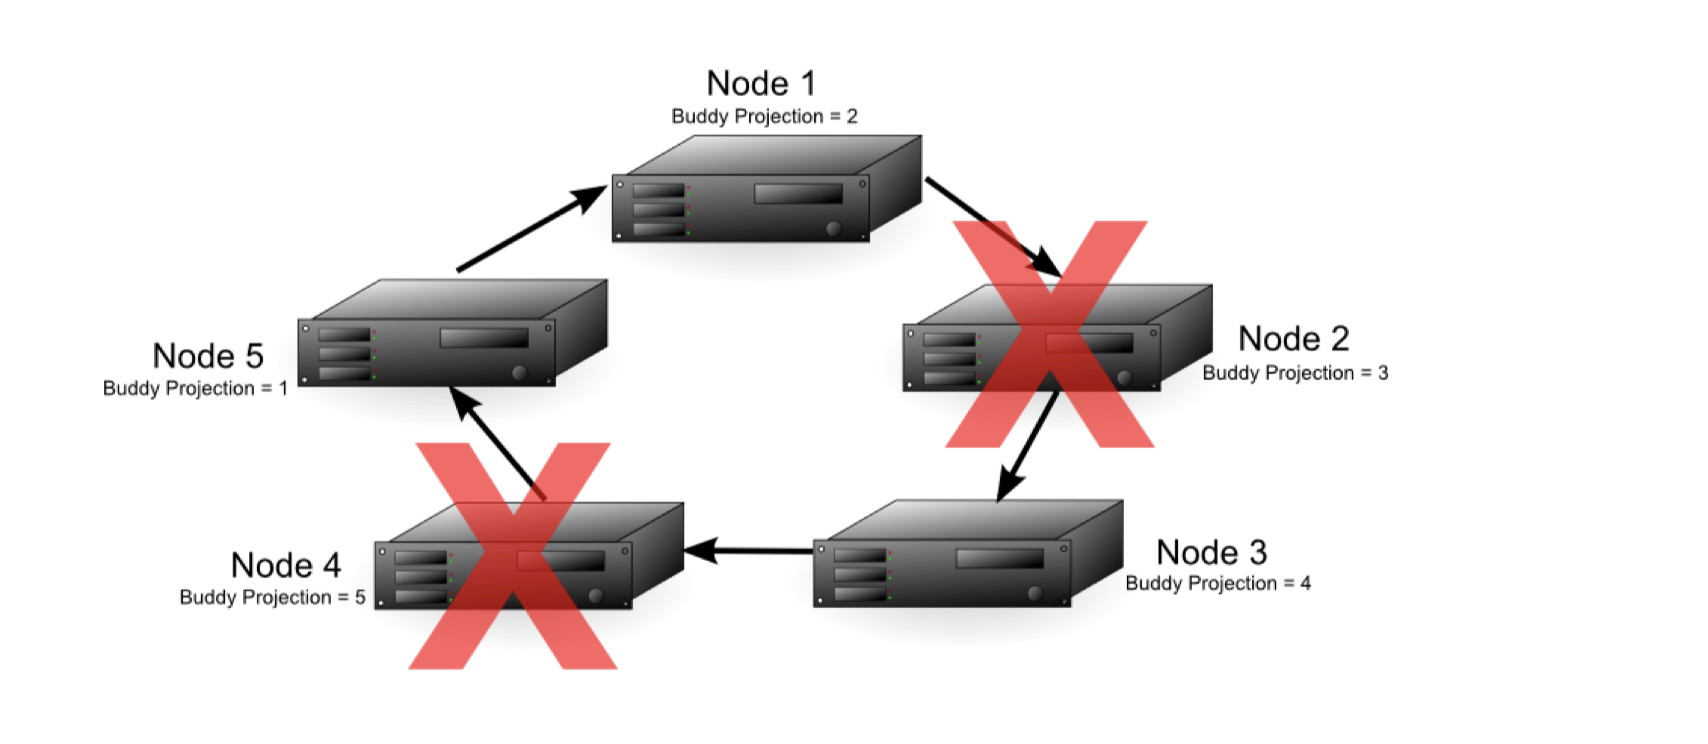 Node 1
Buddy Projection = 2
Node 2
Buddy Projection = 3
Node 5
Buddy Projection = 1
Node 3
Buddy Projection = 4
Node 4
Buddy Projection = 5